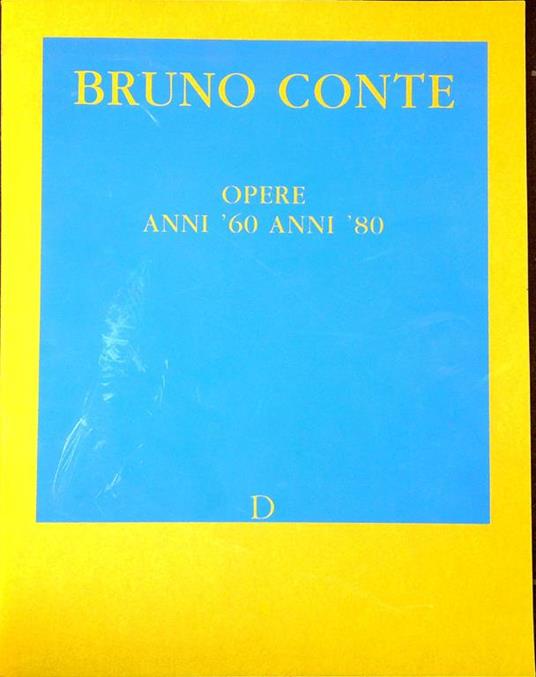 BRUNO CONTE
OPERE
ANNI '60 ANNI '80
D